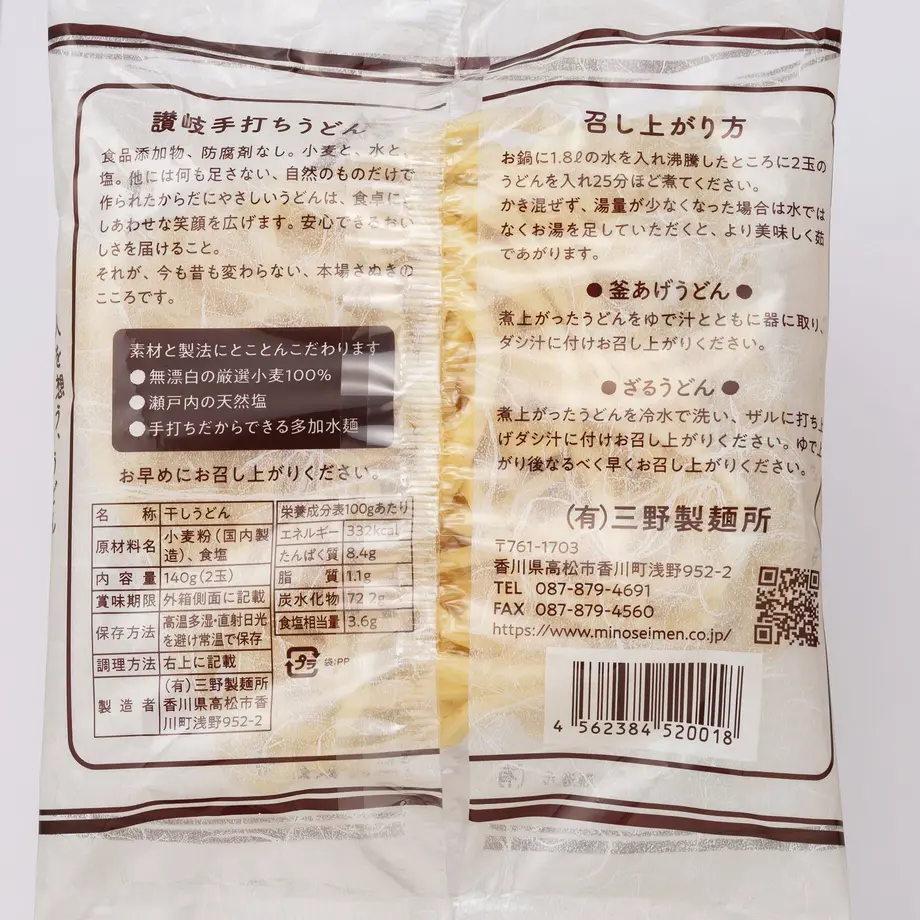 讃岐手打ちうどん
食品添加物、防腐剤なし。小麦と、水と、
塩。他には何も足さない、自然のものだけで
作られたからだにやさしいうどんは、食卓に
しあわせな笑顔を広げます。安心できるおい
しさを届けること。
それが、今も昔も変わらない、本場さぬきの
こころです。
素材と製法にとことんこだわります
●無漂白の厳選小麦100%
●瀬戸内の天然塩
●手打ちだからできる多加水麺
お早めにお召し上がりください。
名 称 干しうどん
原材料名 小麦粉(国内製
造)、食塩
内 容 量 140g(2玉)
賞味期限 外箱側面に記載
保存方法 高温多湿・直射日光
を避け常温で保存
調理方法 右上に記載
製 造 者 (有)三野製麺所
香川県高松市香
川町浅野952-2
栄養成分表100gあたり
エネルギー 332kcal
たんぱく質 8.4g
脂 質 1.1g
炭水化物 72.2g
食塩相当量 3.6g
プラ 袋:PP
召し上がり方
お鍋に1.8ℓの水を入れ沸騰したところに2玉の
うどんを入れ25分ほど煮てください。
かき混ぜず、湯量が少なくなった場合は水では
なくお湯を足していただくと、より美味しく茹
であがります。
●釜あげうどん●
煮上がったうどんをゆで汁とともに器に取り、
ダシ汁に付けお召し上がりください。
●ざるうどん●
煮上がったうどんを冷水で洗い、ザルに打ち上
げダシ汁に付けお召し上がりください。ゆで上
がり後なるべく早くお召し上がりください。
(有)三野製麺所
〒761-1703
香川県高松市香川町浅野952-2
TEL 087-879-4691
FAX 087-879-4560
https://www.minoseimen.co.jp/
4 562384 520018